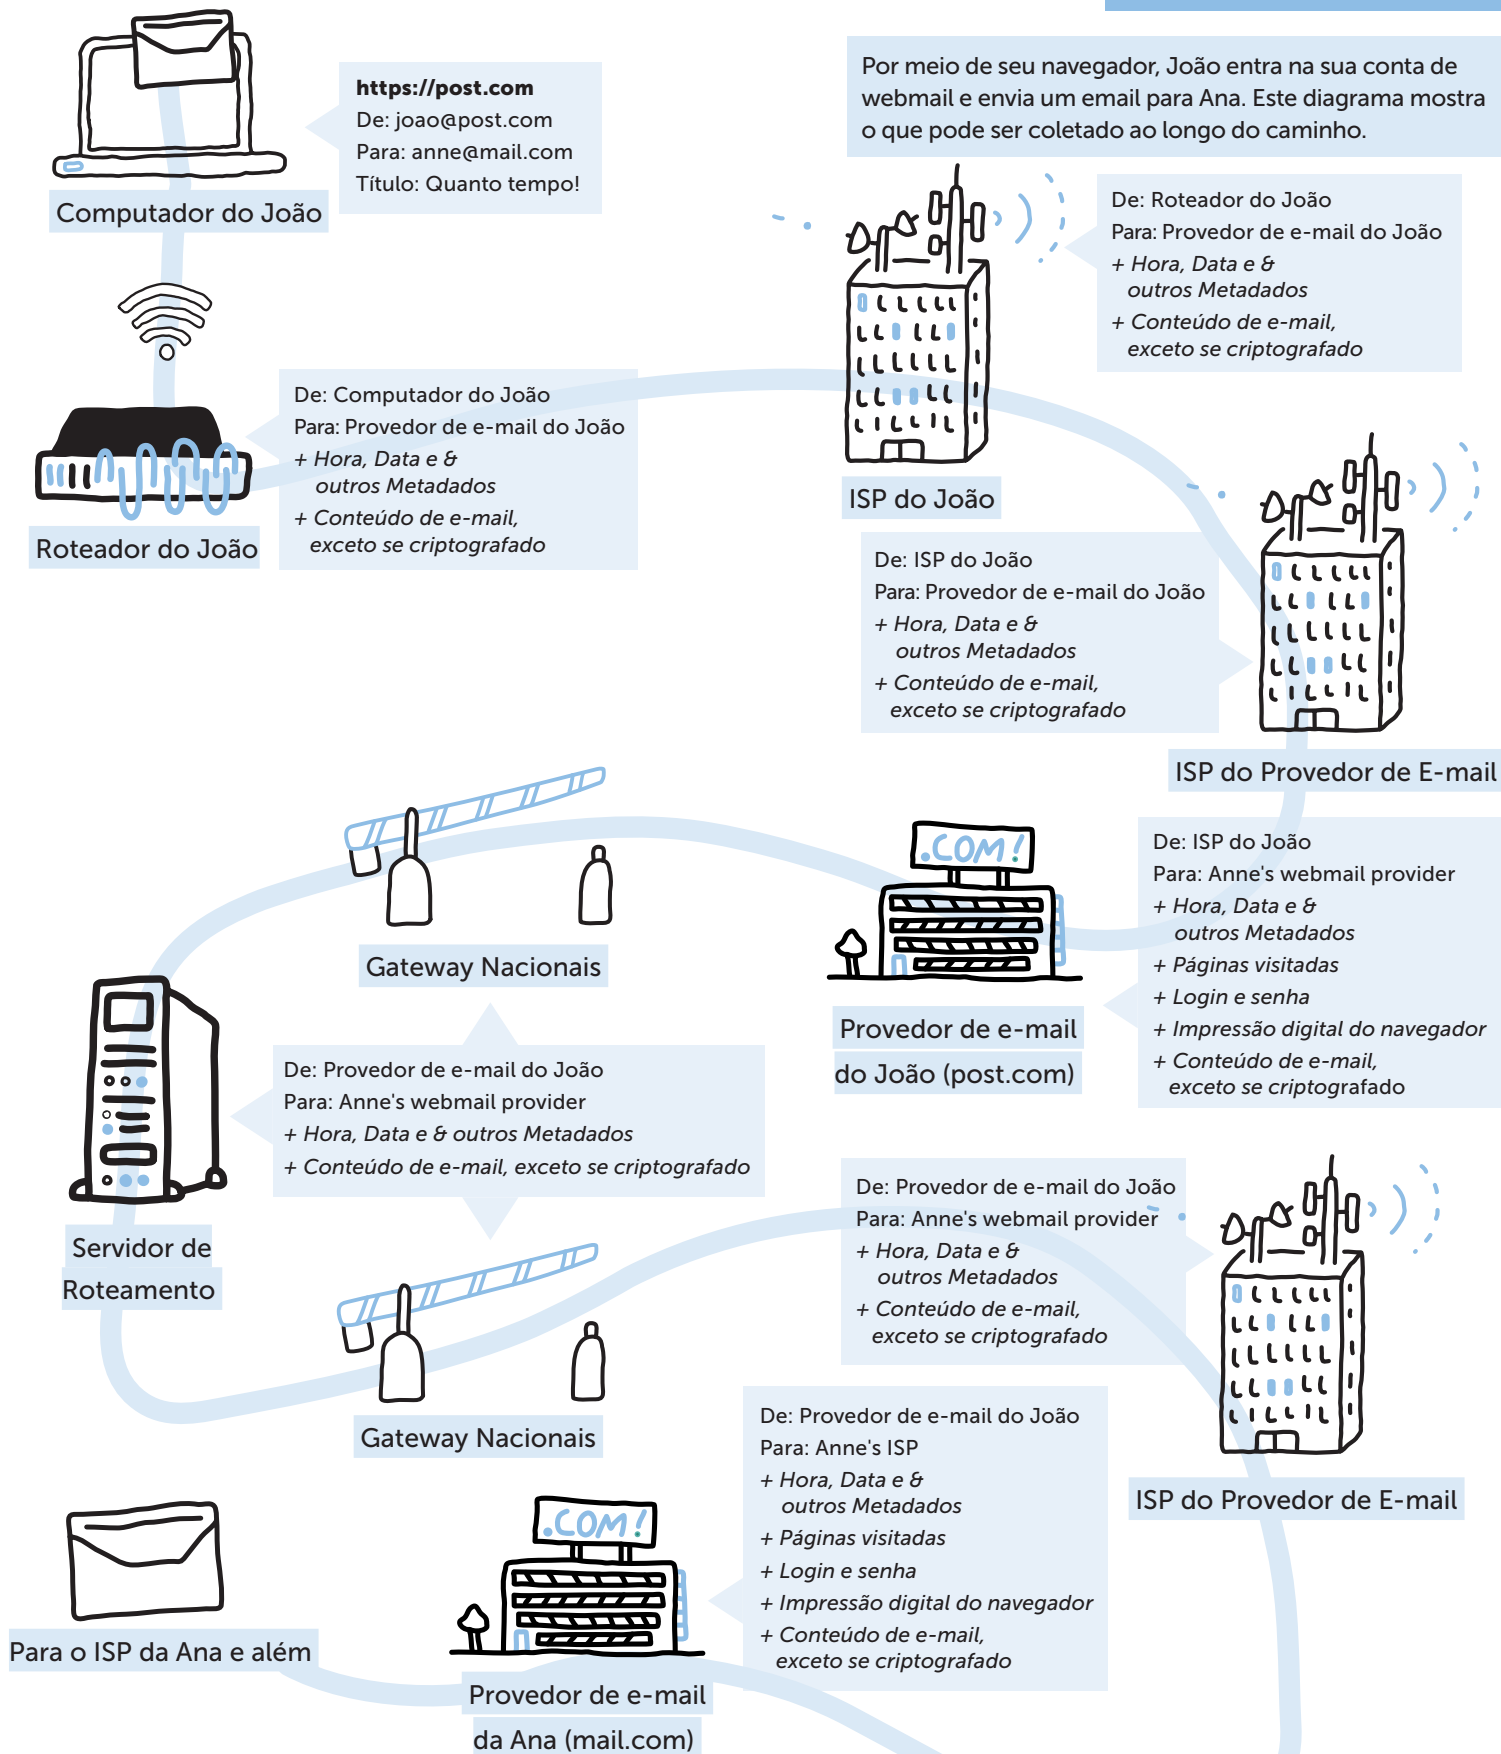 Por meio de seu navegador, João entra na sua conta de
webmail e envia um email para Ana. Este diagrama mostra
o que pode ser coletado ao longo do caminho.
https://post.com
De: joao@post.com
Para: anne@mail.com
Título: Quanto tempo!
Computador do João
De: Computador do João
Para: Provedor de e-mail do João
+ Hora, Data e &
outros Metadados
+ Conteúdo de e-mail,
exceto se criptografado
Roteador do João
De: Roteador do João
Para: Provedor de e-mail do João
+ Hora, Data e &
outros Metadados
+ Conteúdo de e-mail,
exceto se criptografado
ISP do João
De: ISP do João
Para: Provedor de e-mail do João
+ Hora, Data e &
outros Metadados
+ Conteúdo de e-mail,
exceto se criptografado
ISP do Provedor de E-mail
.COM!
De: ISP do João
Para: Anne's webmail provider
+ Hora, Data e &
outros Metadados
+ Páginas visitadas
+ Login e senha
+ Impressão digital do navegador
+ Conteúdo de e-mail,
exceto se criptografado
Provedor de e-mail
do João (post.com)
Gateway Nacionais
De: Provedor de e-mail do João
Para: Anne's webmail provider
+ Hora, Data e & outros Metadados
+ Conteúdo de e-mail, exceto se criptografado
Servidor de
Roteamento
Gateway Nacionais
De: Provedor de e-mail do João
Para: Anne's webmail provider
+ Hora, Data e &
outros Metadados
+ Conteúdo de e-mail,
exceto se criptografado
ISP do Provedor de E-mail
De: Provedor de e-mail do João
Para: Anne's ISP
+ Hora, Data e &
outros Metadados
+ Páginas visitadas
+ Login e senha
+ Impressão digital do navegador
+ Conteúdo de e-mail,
exceto se criptografado
.COM!
Provedor de e-mail
da Ana (mail.com)
Para o ISP da Ana e além